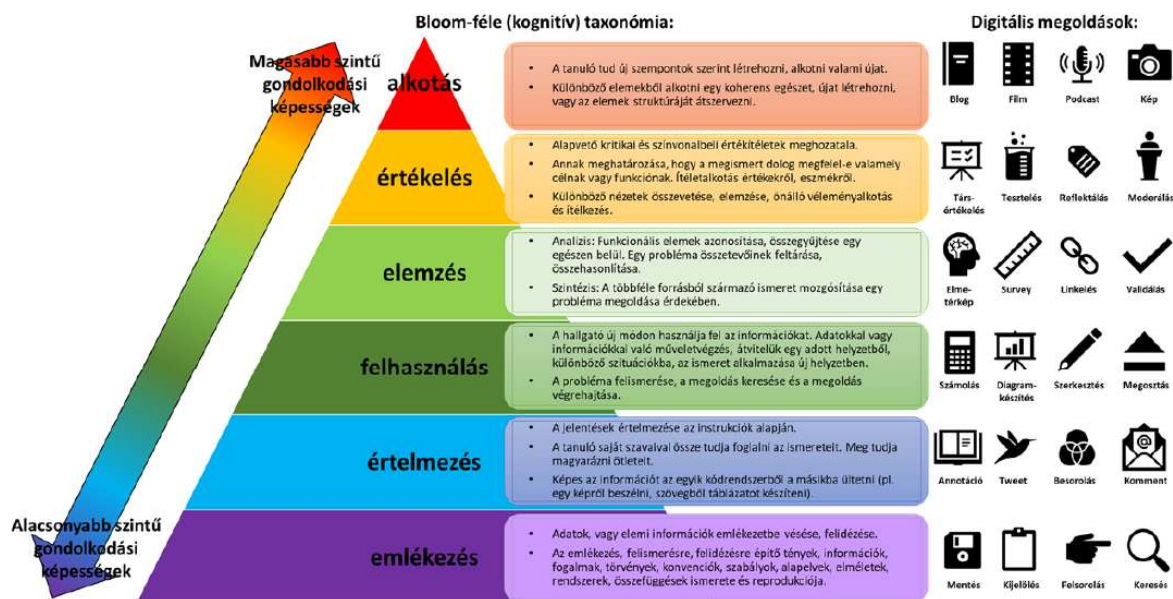 Bloom-féle (kognitív) taxonómia:
Digitális megoldások:
Magasabb szintű
gondolkodási
képességek
alkotás
• A tanuló tud új szempontok szerint létrehozni, alkotni valami újat.
• Különböző elemekből alkotni egy koherens egészet, újat létrehozni,
vagy az elemek struktúráját átszervezni.
Blog
Film
Podcast
Kép
értékelés
• Alapvető kritikai és színvonalbeli értékítéletek meghozatala.
• Annak meghatározása, hogy a megismert dolog megfelel-e valamely
célnak vagy funkciónak. Ítéletalkotás értékekről, eszmékről.
• Különböző nézetek összevetése, elemzése, önálló véleményalkotás
és ítélkezés.
Társ-
értékelés
Tesztelés
Reflektálás
Moderálás
elemzés
• Analízis: Funkcionális elemek azonosítása, összegyűjtése egy
egészen belül. Egy probléma összetevőinek feltárása,
összehasonlítása.
• Szintézis: A többféle forrásból származó ismeret mozgósítása egy
probléma megoldása érdekében.
Elme-
térkép
Survey
Linkelés
Validálás
felhasználás
• A hallgató új módon használja fel az információkat. Adatokkal vagy
információkkal való műveletvégzés, átvitelük egy adott helyzetből,
különböző szituációkba, az ismeret alkalmazása új helyzetben.
• A probléma felismerése, a megoldás keresése és a megoldás
végrehajtása.
Számolás
Diagram-
készítés
Szerkesztés
Megosztás
értelmezés
• A jelentések értelmezése az instrukciók alapján.
• A tanuló saját szavaival össze tudja foglalni az ismereteit. Meg tudja
magyarázni ötleteit.
• Képes az információt az egyik kódrendszerből a másikba ültetni (pl.
egy képről beszélni, szövegből táblázatot készíteni).
Annotáció
Tweet
Besorolás
Komment
Alacsonyabb szintű
gondolkodási
képességek
emlékezés
• Adatok, vagy elemi információk emlékezetbe vésése, felidézése.
• Az emlékezés, felismerésre, felidézésre építő tények, információk,
fogalmak, törvények, konvenciók, szabályok, alapelvek, elméletek,
rendszerek, összefüggések ismerete és reprodukciója.
Mentés
Kijelölés
Felsorolás
Keresés